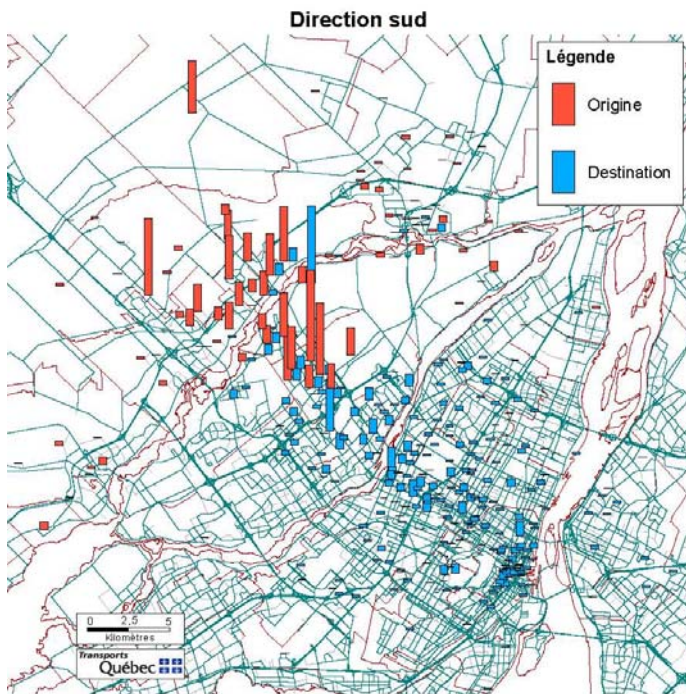 Direction sud
Légende
Origine
Destination
0 2,5 5
Kilomètres
Transports
Québec